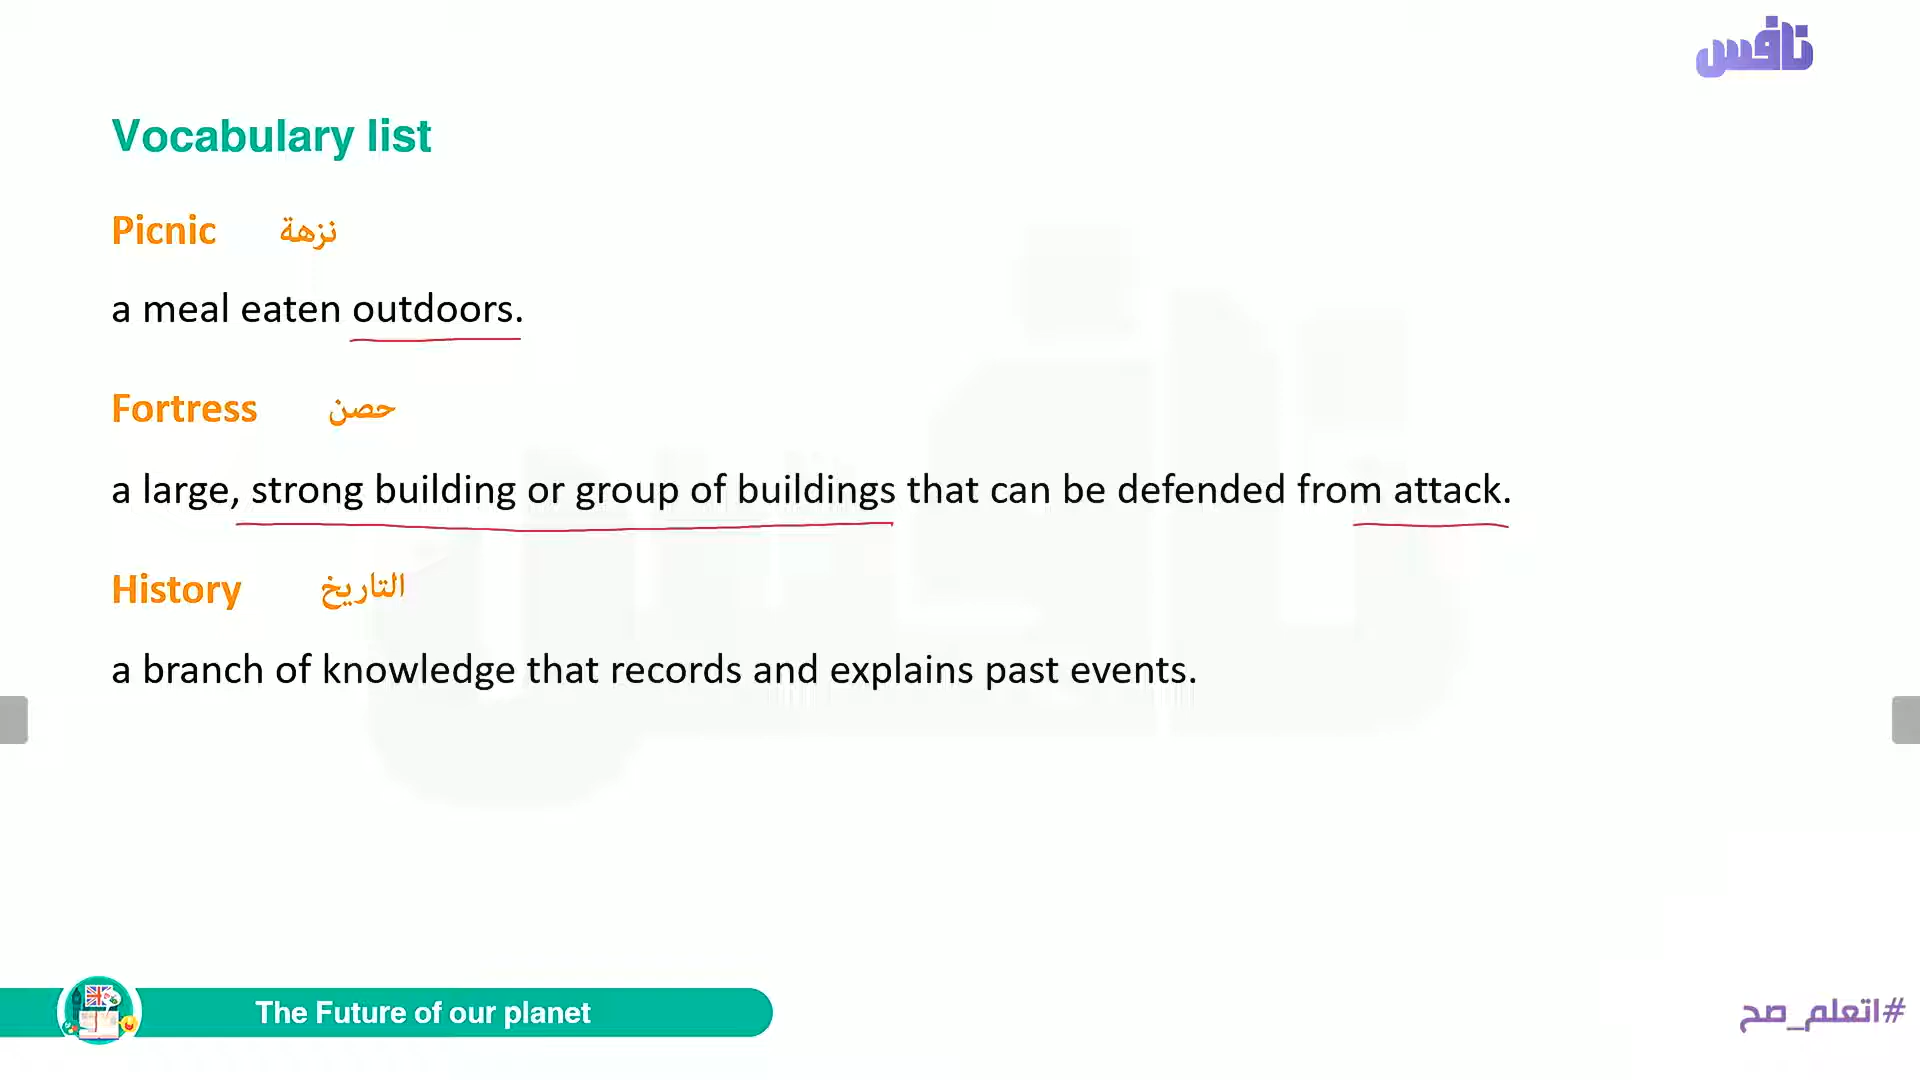 نافس
Vocabulary list
Picnic نزهة
a meal eaten outdoors.
Fortress حصن
a large, strong building or group of buildings that can be defended from attack.
History التاريخ
a branch of knowledge that records and explains past events.
The Future of our planet
#اتعلم_صح